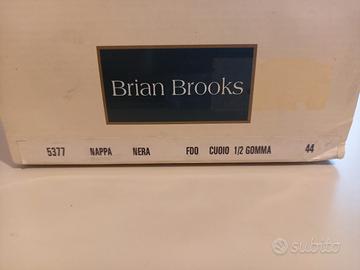 Brian Brooks
5377 NAPPA NERA FDO CUOIO 1/2 GOMMA 44
subito